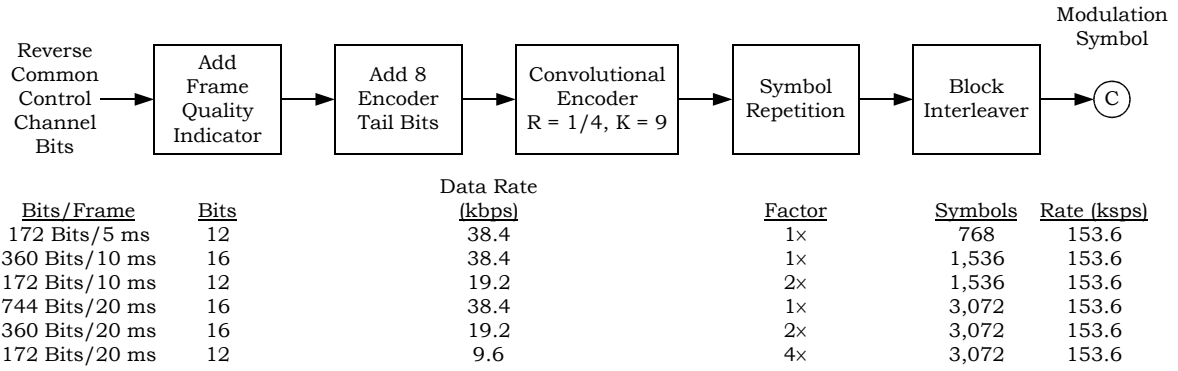 Modulation
Symbol
Reverse
Common
Control
Channel
Bits
Add
Frame
Quality
Indicator
Add 8
Encoder
Tail Bits
Convolutional
Encoder
R = 1/4, K = 9
Symbol
Repetition
Block
Interleaver
C
Data Rate
Bits/Frame Bits (kbps) Factor Symbols Rate (ksps)
172 Bits/5 ms 12 38.4 1× 768 153.6
360 Bits/10 ms 16 38.4 1× 1,536 153.6
172 Bits/10 ms 12 19.2 2× 1,536 153.6
744 Bits/20 ms 16 38.4 1× 3,072 153.6
360 Bits/20 ms 16 19.2 2× 3,072 153.6
172 Bits/20 ms 12 9.6 4× 3,072 153.6